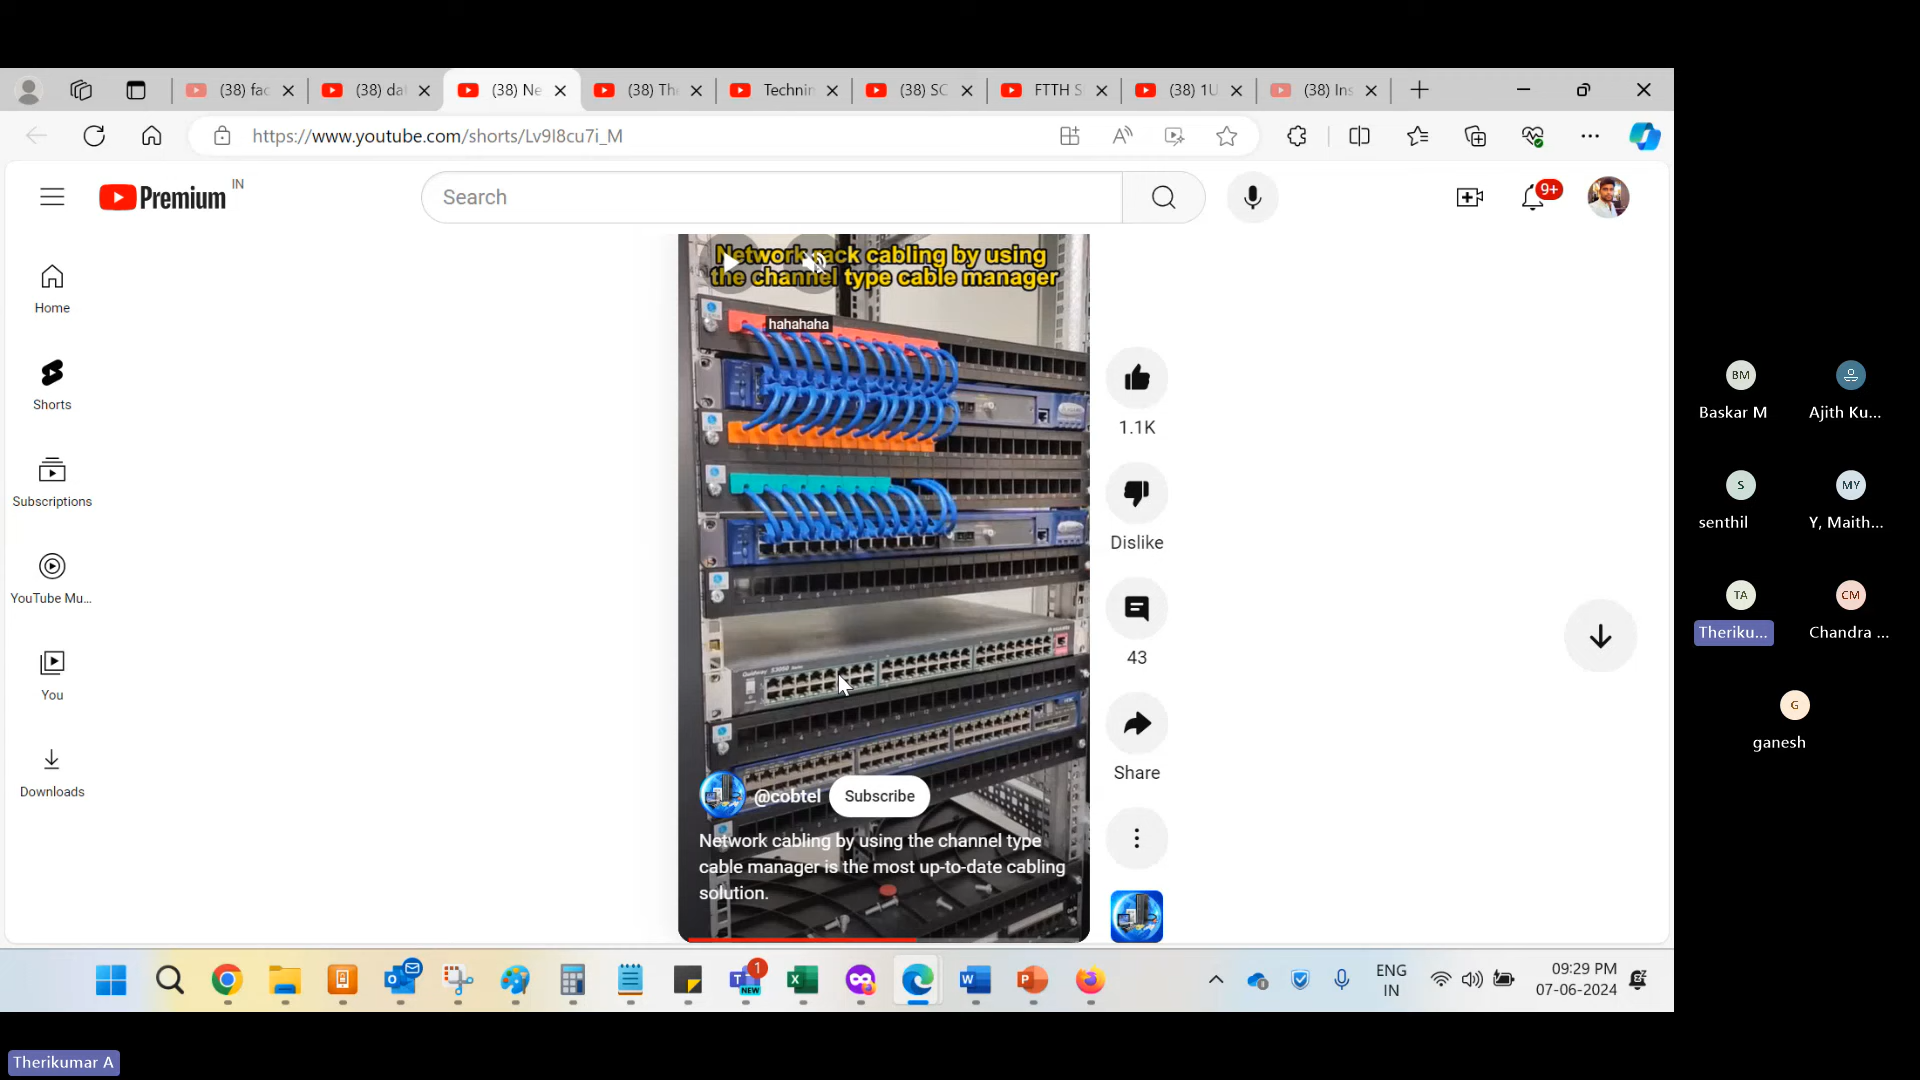 (38) fac
(38) da
(38) Ne
(38) Th
Technin
(38) SC
FTTH S
(38) 1U
(38) Ins
https://www.youtube.com/shorts/Lv9I8cu7i_M
Premium IN
Search
9+
Home
Shorts
Subscriptions
YouTube Mu...
You
Downloads
Network rack cabling by using
the channel type cable manager
hahahaha
1.1K
Dislike
43
Share
@cobtel Subscribe
Network cabling by using the channel type
cable manager is the most up-to-date cabling
solution.
BM
Baskar M
Ajith Ku...
S
senthil
MY
Y, Maith...
TA
Theriku...
CM
Chandra ...
G
ganesh
1
NEW
ENG
IN
09:29 PM
07-06-2024
Therikumar A